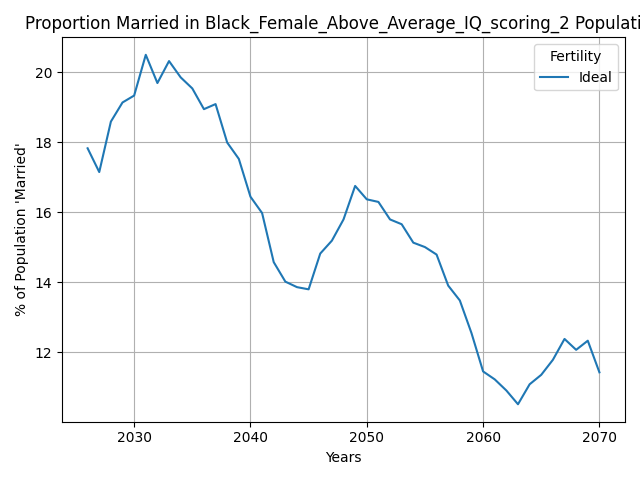 Proportion Married in Black_Female_Above_Average_IQ_scoring_2 Populati
Fertility
Ideal
% of Population 'Married'
20
18
16
14
12
2030 2040 2050 2060 2070
Years